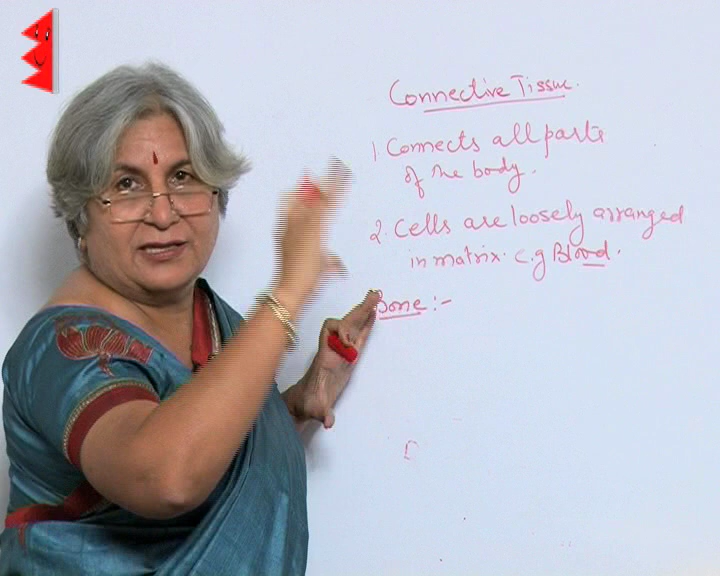 Connective Tissue.
1 Connects all parts
of the body.
2. Cells are loosely arranged
in matrix. e.g Blood.
Bone :-